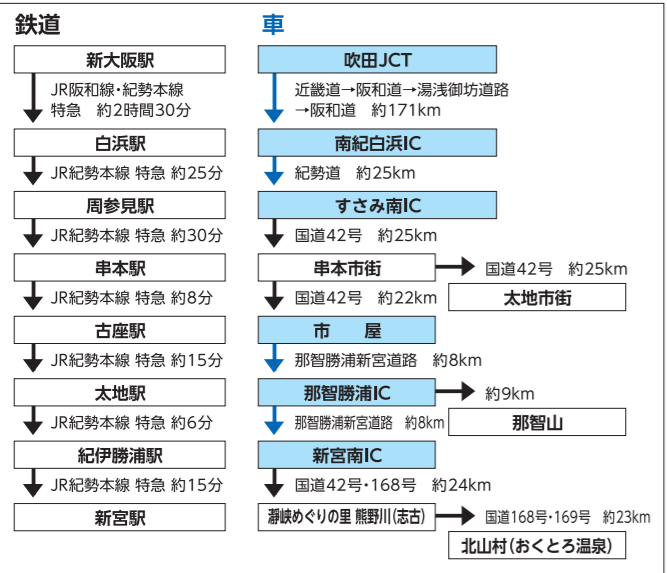 鉄道
新大阪駅
JR阪和線・紀勢本線
特急 約2時間30分
白浜駅
JR紀勢本線 特急 約25分
周参見駅
JR紀勢本線 特急 約30分
串本駅
JR紀勢本線 特急 約8分
古座駅
JR紀勢本線 特急 約15分
太地駅
JR紀勢本線 特急 約6分
紀伊勝浦駅
JR紀勢本線 特急 約15分
新宮駅
車
吹田JCT
近畿道→阪和道→湯浅御坊道路
→阪和道 約171km
南紀白浜IC
紀勢道 約25km
すさみ南IC
国道42号 約25km
串本市街
国道42号 約25km
太地市街
国道42号 約22km
市 屋
那智勝浦新宮道路 約8km
那智勝浦IC
約9km
那智山
那智勝浦新宮道路 約8km
新宮南IC
国道42号・168号 約24km
瀞峡めぐりの里 熊野川(志古)
国道168号・169号 約23km
北山村(おくとろ温泉)